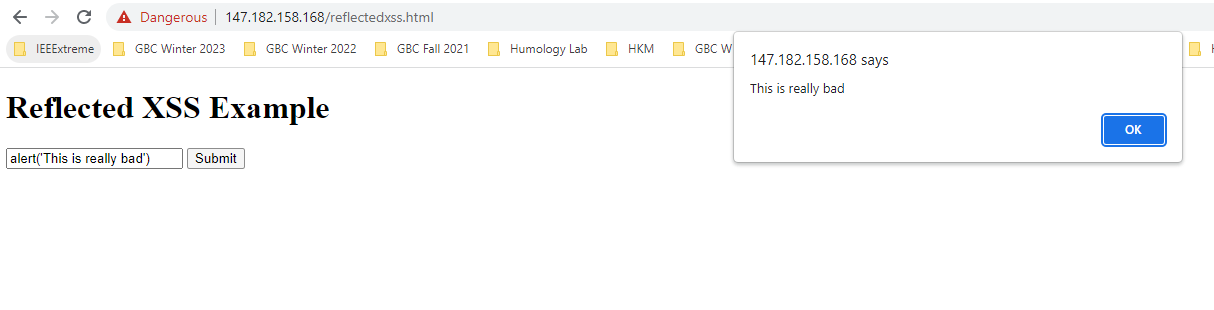 Dangerous 147.182.158.168/reflectedxss.html
IEEExtreme GBC Winter 2023 GBC Winter 2022 GBC Fall 2021 Humology Lab HKM GBC W
147.182.158.168 says
This is really bad
OK
Reflected XSS Example
alert('This is really bad') Submit